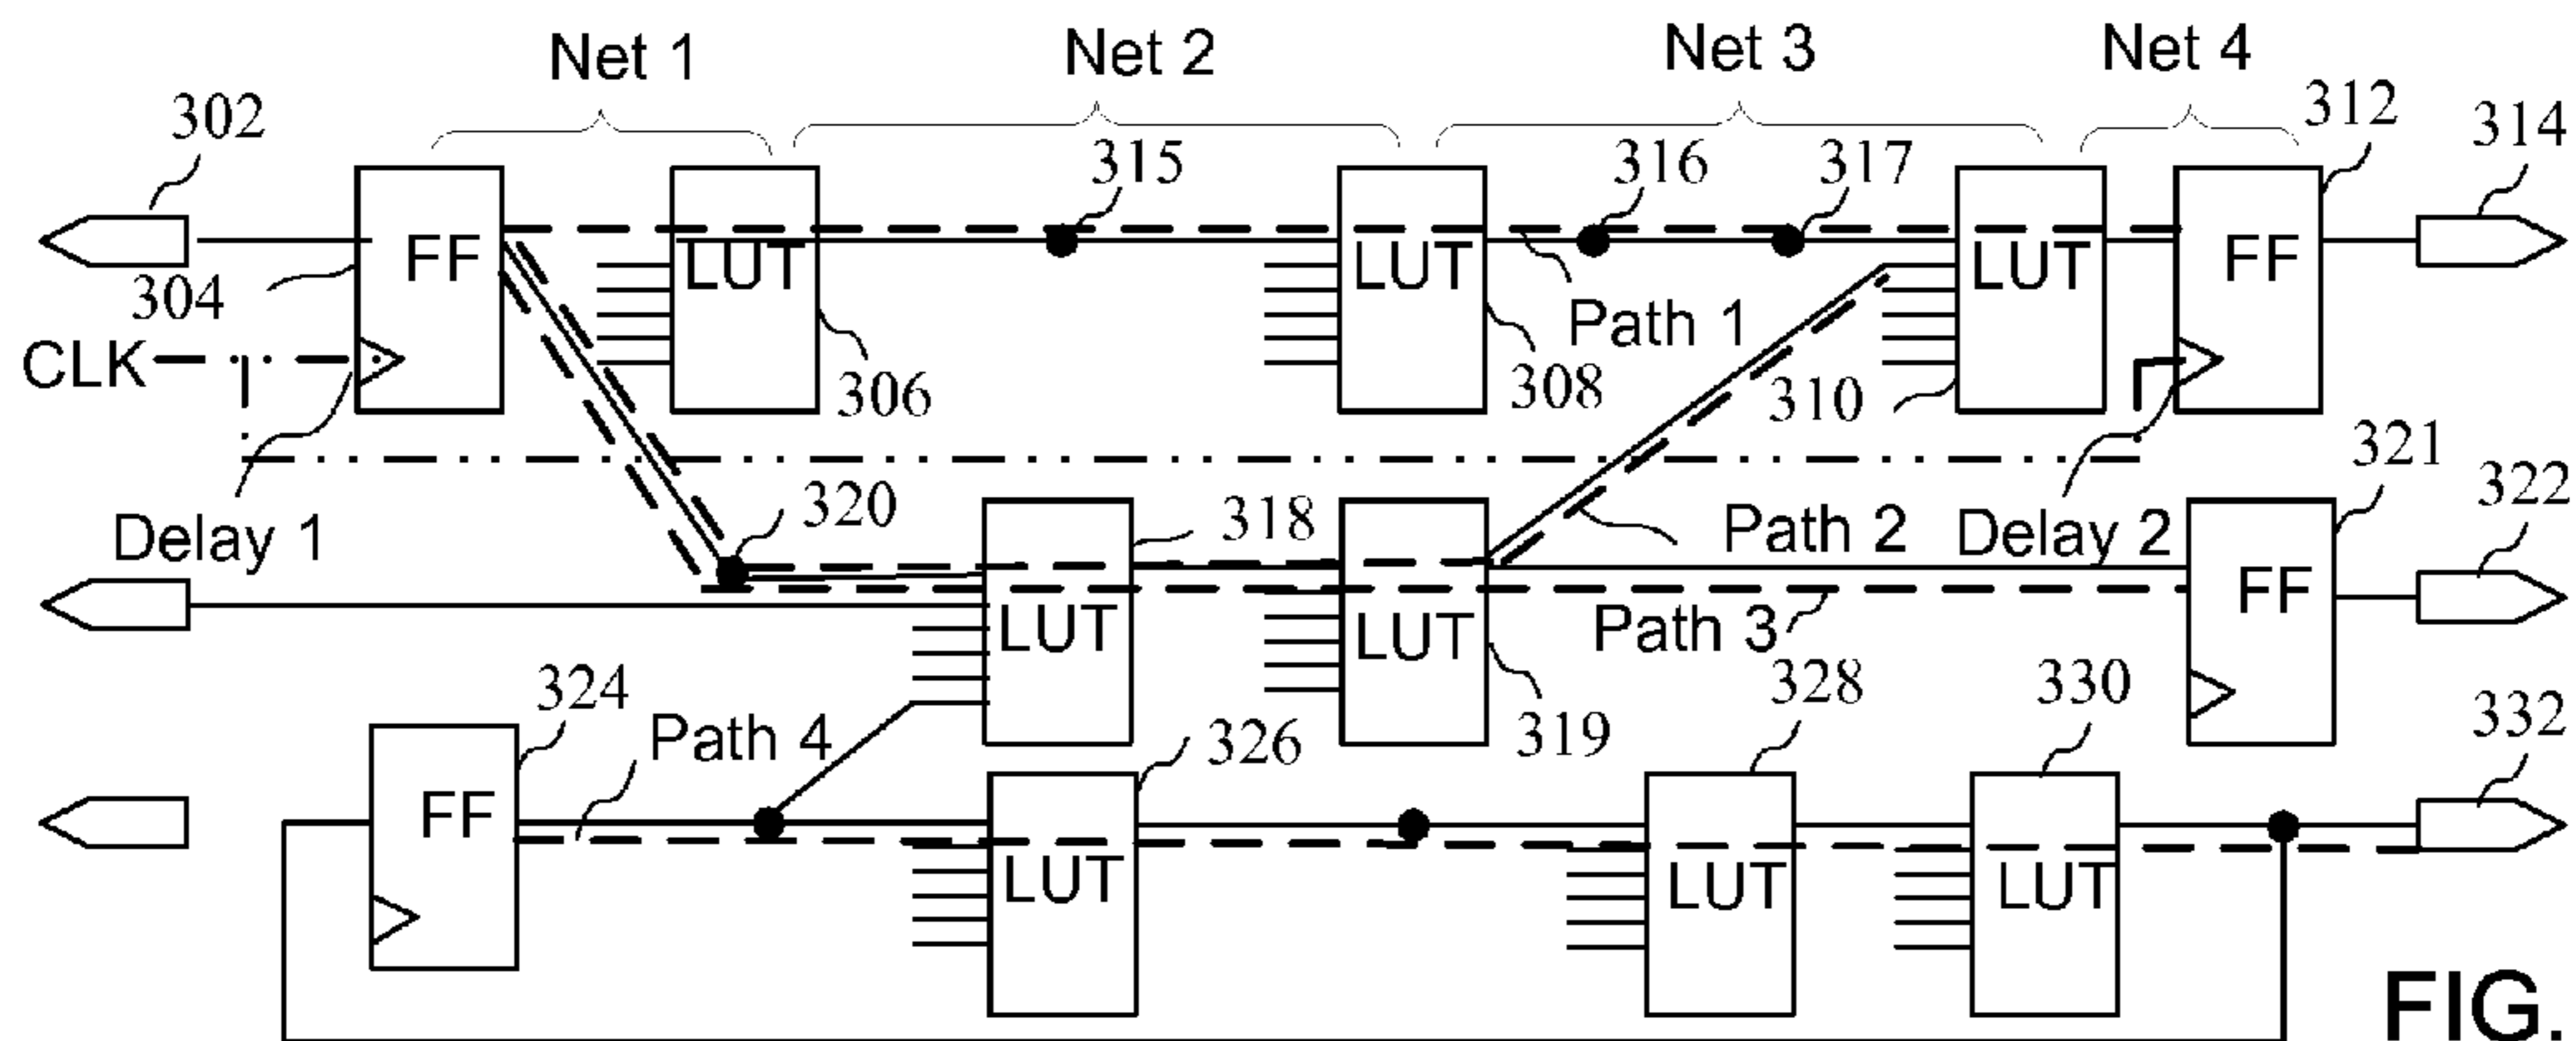 Net 1
Net 2
Net 3
Net 4
302
315
316
317
312
314
FF
LUT
LUT
LUT
FF
304
Path 1
CLK
306
308
310
321
320
318
322
Delay 1
Path 2
Delay 2
FF
LUT
LUT
Path 3
324
Path 4
326
319
328
330
332
FF
LUT
LUT
LUT
FIG.